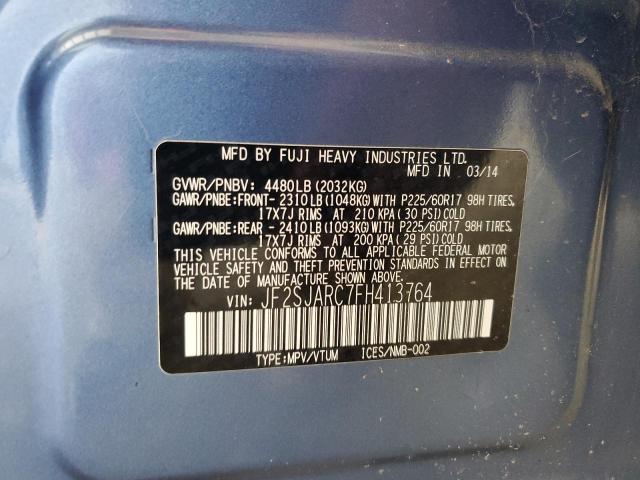 MFD BY FUJI HEAVY INDUSTRIES LTD.
MFD IN 03/14
GVWR/PNBV: 4480LB (2032KG)
GAWR/PNBE:FRONT- 2310LB (1048KG) WITH P225/60R17 98H TIRES,
17X7J RIMS AT 210 KPA ( 30 PSI) COLD
GAWR/PNBE:REAR - 2410LB (1093KG) WITH P225/60R17 98H TIRES,
17X7J RIMS AT 200 KPA (29 PSI) COLD
THIS VEHICLE CONFORMS TO ALL APPLICABLE FEDERAL MOTOR
VEHICLE SAFETY AND THEFT PREVENTION STANDARDS IN EFFECT ON
THE DATE OF MANUFACTURE SHOWN ABOVE.
VIN: JF2SJARC7FH413764
TYPE:MPV/VTUM ICES/NMB-002